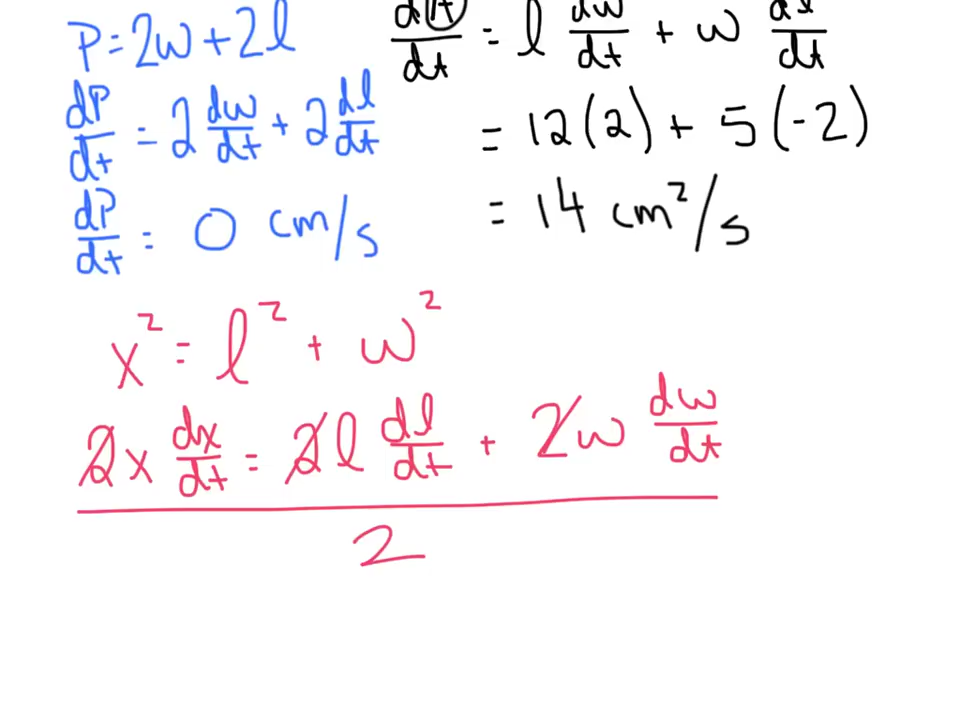 P = 2w + 2l
dP/dt = 2 dw/dt + 2 dl/dt
dP/dt = 0 cm/s
dA/dt = l dw/dt + w dl/dt
= 12(2) + 5(-2)
= 14 cm²/s
x² = l² + w²
2x dx/dt = 2l dl/dt + 2w dw/dt
2